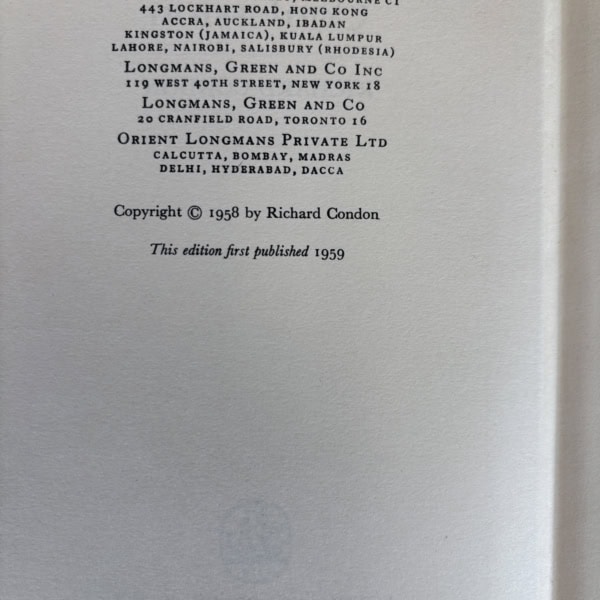 443 LOCKHART ROAD, HONG KONG
ACCRA, AUCKLAND, IBADAN
KINGSTON (JAMAICA), KUALA LUMPUR
LAHORE, NAIROBI, SALISBURY (RHODESIA)
LONGMANS, GREEN AND CO INC
119 WEST 40TH STREET, NEW YORK 18
LONGMANS, GREEN AND CO
20 CRANFIELD ROAD, TORONTO 16
ORIENT LONGMANS PRIVATE LTD
CALCUTTA, BOMBAY, MADRAS
DELHI, HYDERABAD, DACCA
Copyright © 1958 by Richard Condon
This edition first published 1959